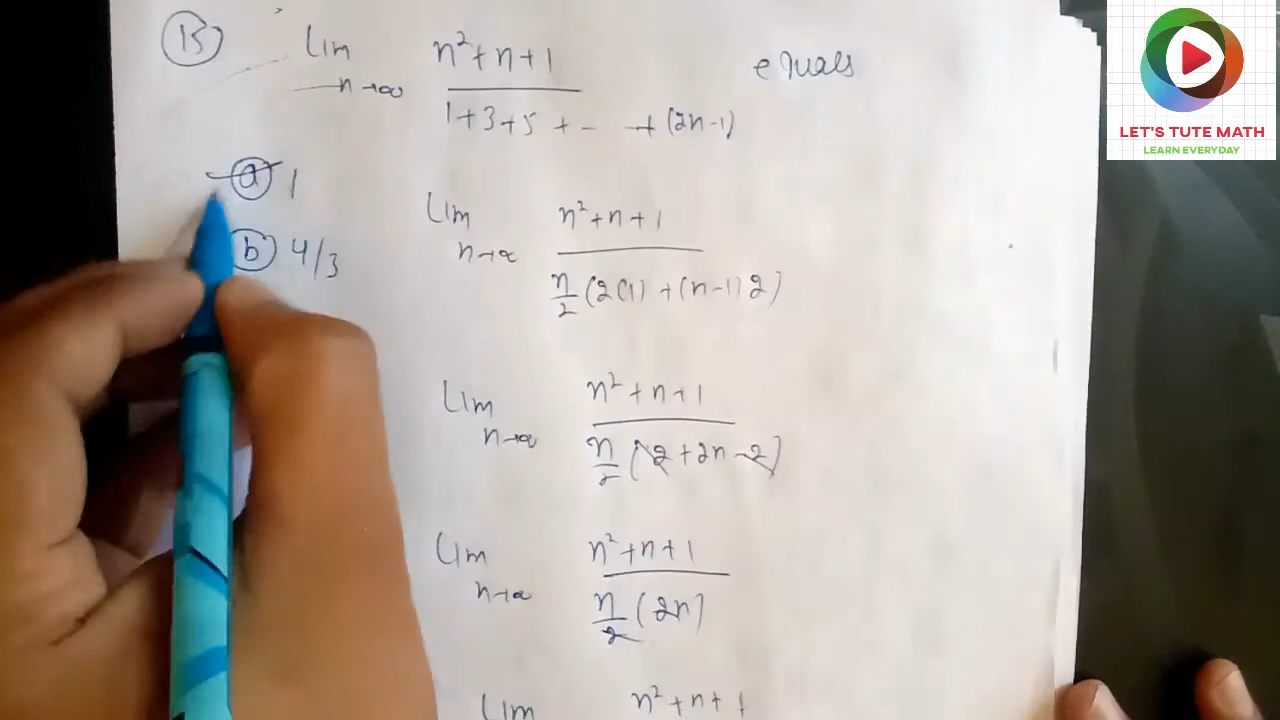 15 Lim n→∞ n²+n+1 / 1+3+5+-- +(2n-1) equals
a 1
b 4/3
Lim n→∝ n²+n+1 / n/2 (2(1) + (n-1) 2)
Lim n→∝ n²+n+1 / n/2 (2+2n-2)
Lim n→∝ n²+n+1 / n/2 (2n)
Lim n²+n+1
LET'S TUTE MATH
LEARN EVERYDAY